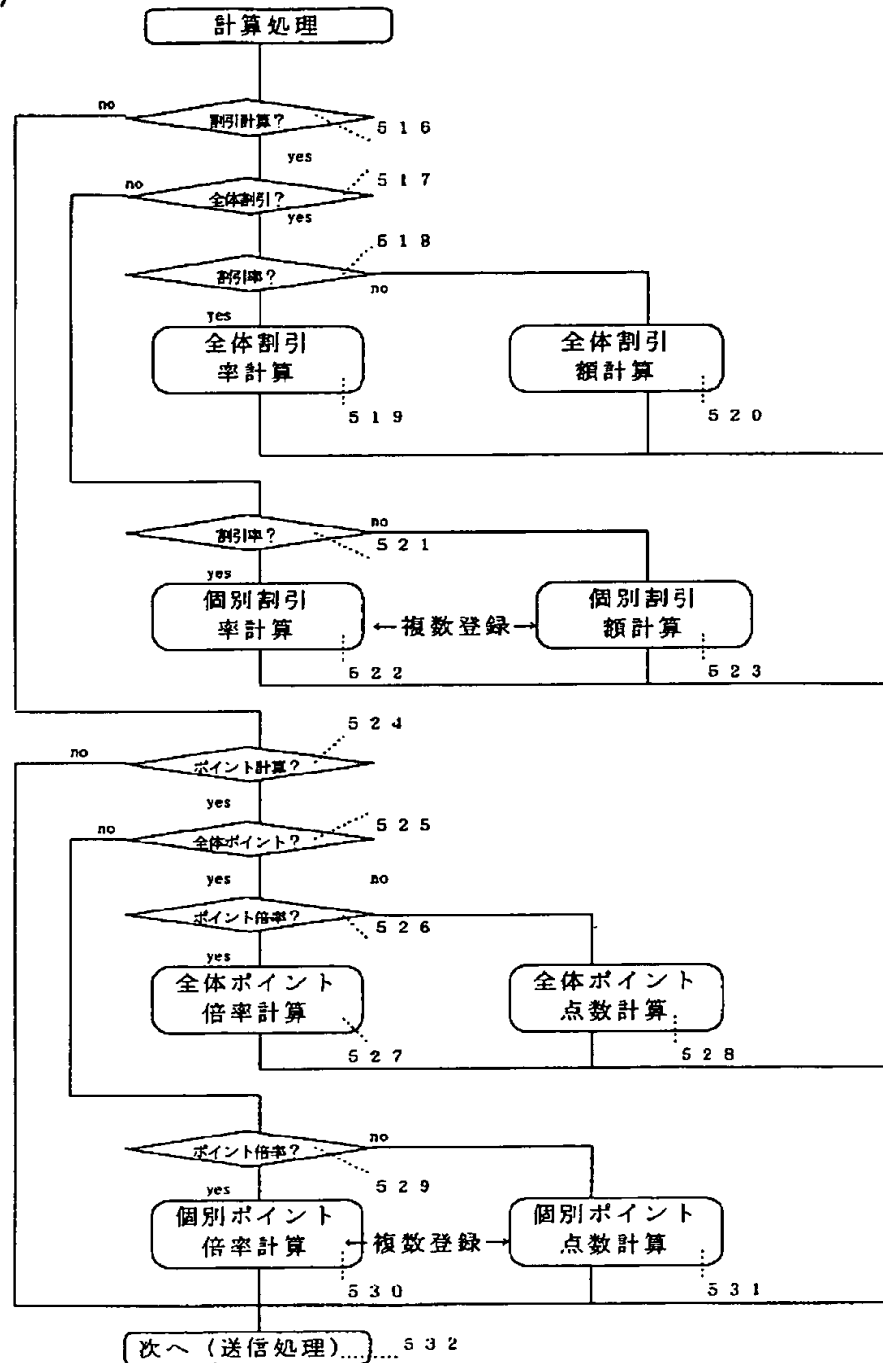 計算処理
no
割引計算?
516
yes
no
517
全体割引?
yes
518
割引率?
no
yes
全体割引
率計算
全体割引
額計算
519
520
no
割引率?
521
yes
個別割引
率計算
←複数登録→
個別割引
額計算
522
523
524
no
ポイント計算?
yes
no
525
全体ポイント?
yes
no
ポイント倍率?
526
yes
全体ポイント
倍率計算
全体ポイント
点数計算
527
528
no
ポイント倍率?
529
yes
個別ポイント
倍率計算
←複数登録→
個別ポイント
点数計算
530
531
次へ(送信処理)
532